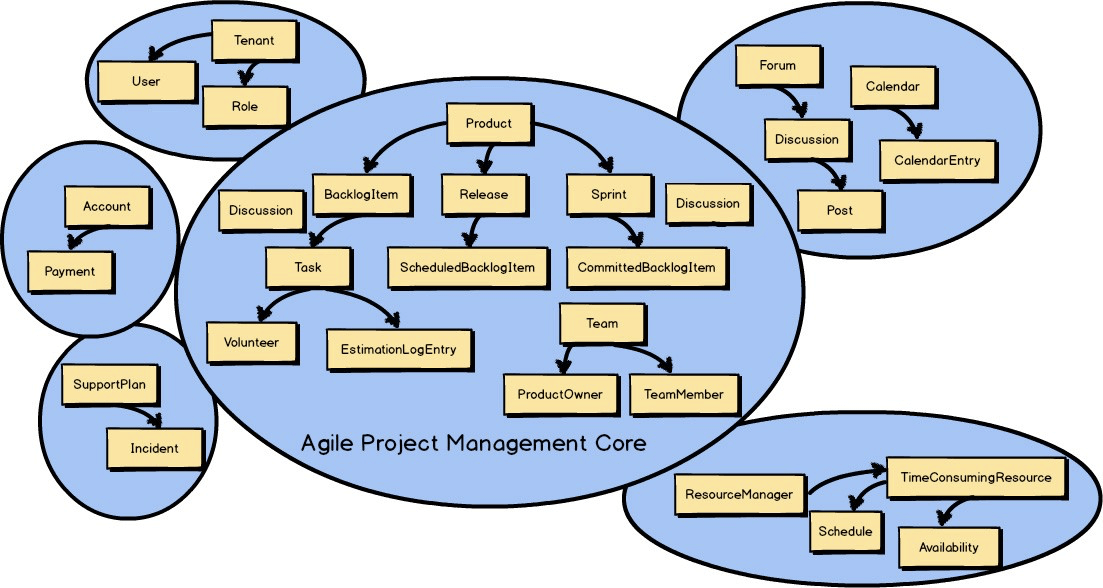 Tenant
User
Role
Forum
Calendar
Discussion
CalendarEntry
Post
Account
Payment
SupportPlan
Incident
Product
BacklogItem
Release
Sprint
Discussion
Discussion
Task
ScheduledBacklogItem
CommittedBacklogItem
Volunteer
EstimationLogEntry
Team
ProductOwner
TeamMember
Agile Project Management Core
ResourceManager
TimeConsumingResource
Schedule
Availability